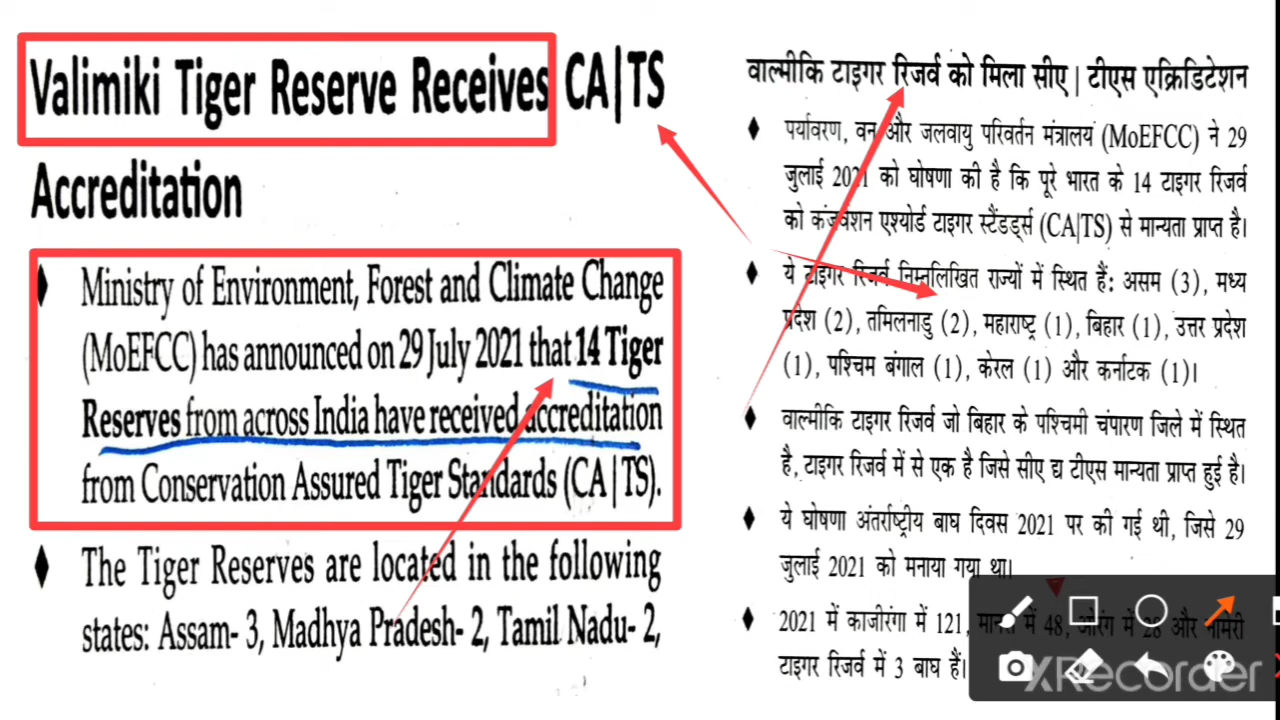 Valimiki Tiger Reserve Receives CA|TS
Accreditation
♦ Ministry of Environment, Forest and Climate Change
(MoEFCC) has announced on 29 July 2021 that 14 Tiger
Reserves from across India have received accreditation
from Conservation Assured Tiger Standards (CA|TS).
♦ The Tiger Reserves are located in the following
states: Assam- 3, Madhya Pradesh- 2, Tamil Nadu- 2,
वाल्मीकि टाइगर रिजर्व को मिला सीए | टीएस एक्रिडिटेशन
♦ पर्यावरण, वन और जलवायु परिवर्तन मंत्रालय (MoEFCC) ने 29
जुलाई 2021 को घोषणा की है कि पूरे भारत के 14 टाइगर रिजर्व
को कंजर्वेशन एश्योर्ड टाइगर स्टैंडर्ड्स (CA|TS) से मान्यता प्राप्त है।
♦ ये टाइगर रिजर्व निम्नलिखित राज्यों में स्थित हैं: असम (3), मध्य
प्रदेश (2), तमिलनाडु (2), महाराष्ट्र (1), बिहार (1), उत्तर प्रदेश
(1), पश्चिम बंगाल (1), केरल (1) और कर्नाटक (1)।
♦ वाल्मीकि टाइगर रिजर्व जो बिहार के पश्चिमी चंपारण जिले में स्थित
है, टाइगर रिजर्व में से एक है जिसे सीए द्य टीएस मान्यता प्राप्त हुई है।
♦ ये घोषणा अंतर्राष्ट्रीय बाघ दिवस 2021 पर की गई थी, जिसे 29
जुलाई 2021 को मनाया गया था।
♦ 2021 में काजीरंगा में 121, मानस में 48, ओरंग में 28 और नामेरी
टाइगर रिजर्व में 3 बाघ हैं।
XRecorder